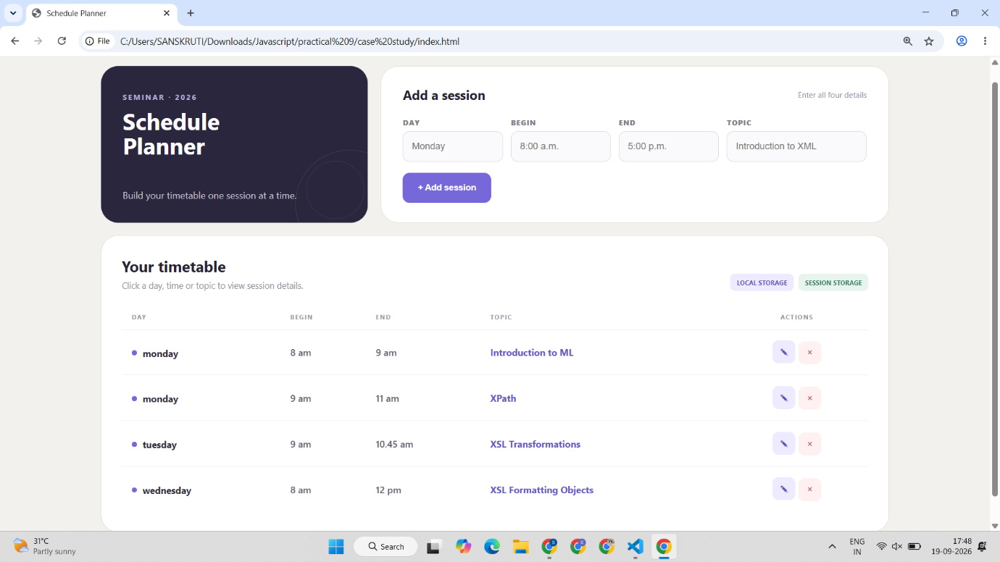 Schedule Planner
File
C:/Users/SANSKRUTI/Downloads/Javascript/practical%209/case%20study/index.html
SEMINAR · 2026
Schedule
Planner
Build your timetable one session at a time.
Add a session
Enter all four details
DAY BEGIN END TOPIC
Monday 8:00 a.m. 5:00 p.m. Introduction to XML
+ Add session
Your timetable
Click a day, time or topic to view session details.
LOCAL STORAGE SESSION STORAGE
DAY BEGIN END TOPIC ACTIONS
monday 8 am 9 am Introduction to ML
monday 9 am 11 am XPath
tuesday 9 am 10.45 am XSL Transformations
wednesday 8 am 12 pm XSL Formatting Objects
31°C
Partly sunny
Search
ENG
IN
17:48
19-09-2026